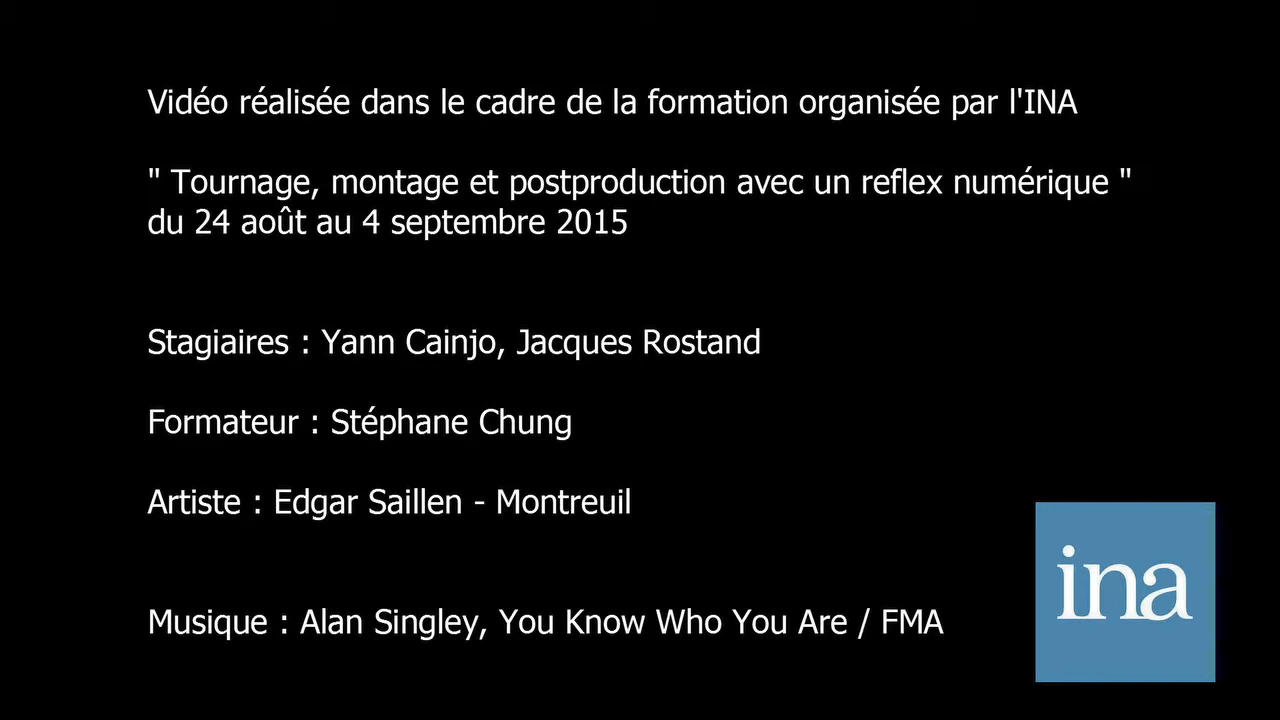 Vidéo réalisée dans le cadre de la formation organisée par l'INA
" Tournage, montage et postproduction avec un reflex numérique "
du 24 août au 4 septembre 2015
Stagiaires : Yann Cainjo, Jacques Rostand
Formateur : Stéphane Chung
Artiste : Edgar Saillen - Montreuil
Musique : Alan Singley, You Know Who You Are / FMA
ina